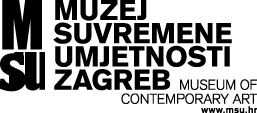 M
SU
MUZEJ
SUVREMENE
UMJETNOSTI
ZAGREB MUSEUM OF
CONTEMPORARY ART
www.msu.hr